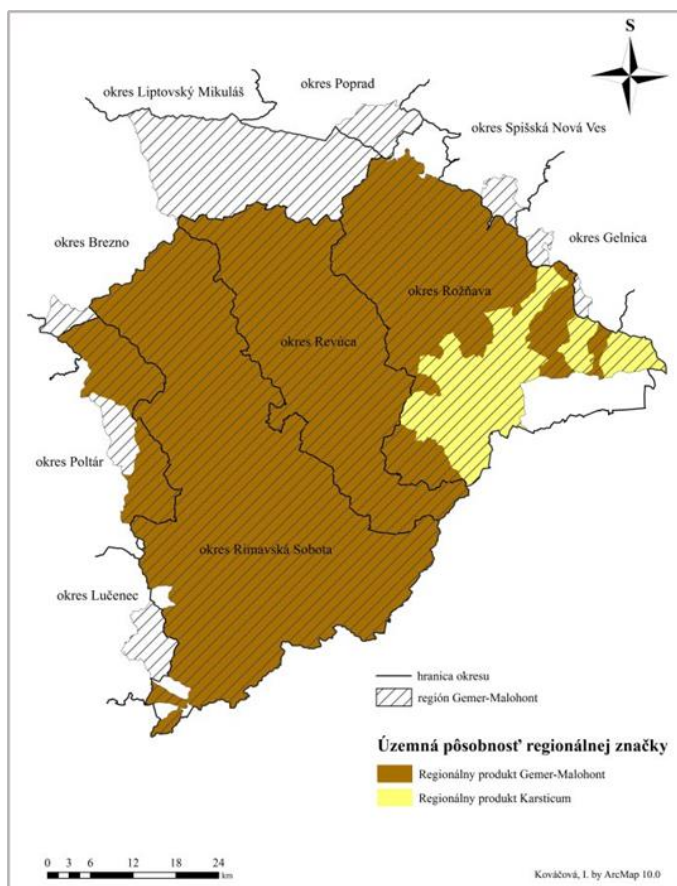 S
okres Liptovský Mikuláš
okres Poprad
okres Spišská Nová Ves
okres Gelnica
okres Brezno
okres Rožňava
okres Revúca
okres Poltár
okres Rimavská Sobota
okres Lučenec
hranica okresu
región Gemer-Malohont
Územná pôsobnosť regionálnej značky
Regionálny produkt Gemer-Malohont
Regionálny produkt Karsticum
0 3 6 12 18 24
km
Kováčová, I. by ArcMap 10.0